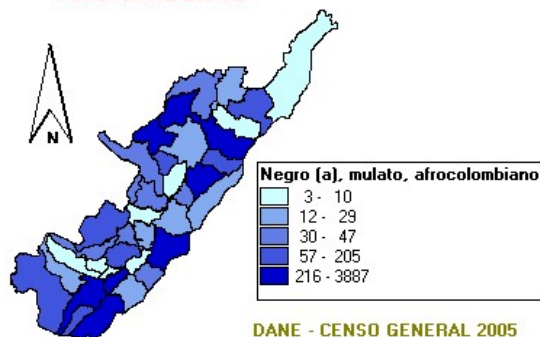 N
Negro (a), mulato, afrocolombiano
3 - 10
12 - 29
30 - 47
57 - 205
216 - 3887
DANE - CENSO GENERAL 2005